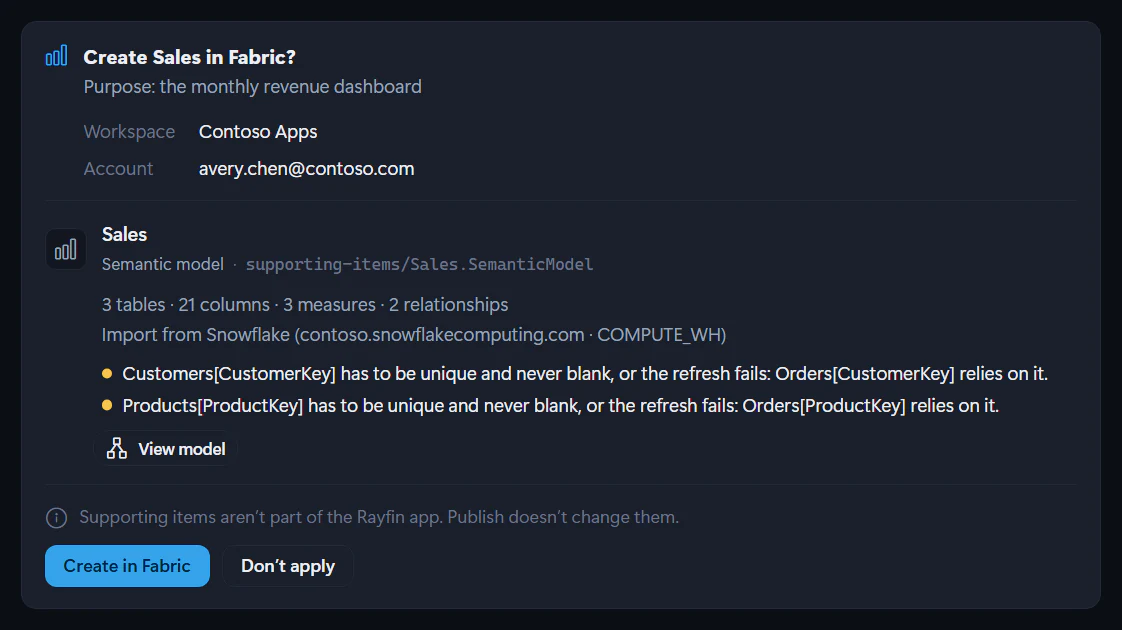 Create Sales in Fabric?
Purpose: the monthly revenue dashboard
Workspace Contoso Apps
Account avery.chen@contoso.com
Sales
Semantic model · supporting-items/Sales.SemanticModel
3 tables · 21 columns · 3 measures · 2 relationships
Import from Snowflake (contoso.snowflakecomputing.com · COMPUTE_WH)
Customers[CustomerKey] has to be unique and never blank, or the refresh fails: Orders[CustomerKey] relies on it.
Products[ProductKey] has to be unique and never blank, or the refresh fails: Orders[ProductKey] relies on it.
View model
Supporting items aren’t part of the Rayfin app. Publish doesn’t change them.
Create in Fabric Don’t apply